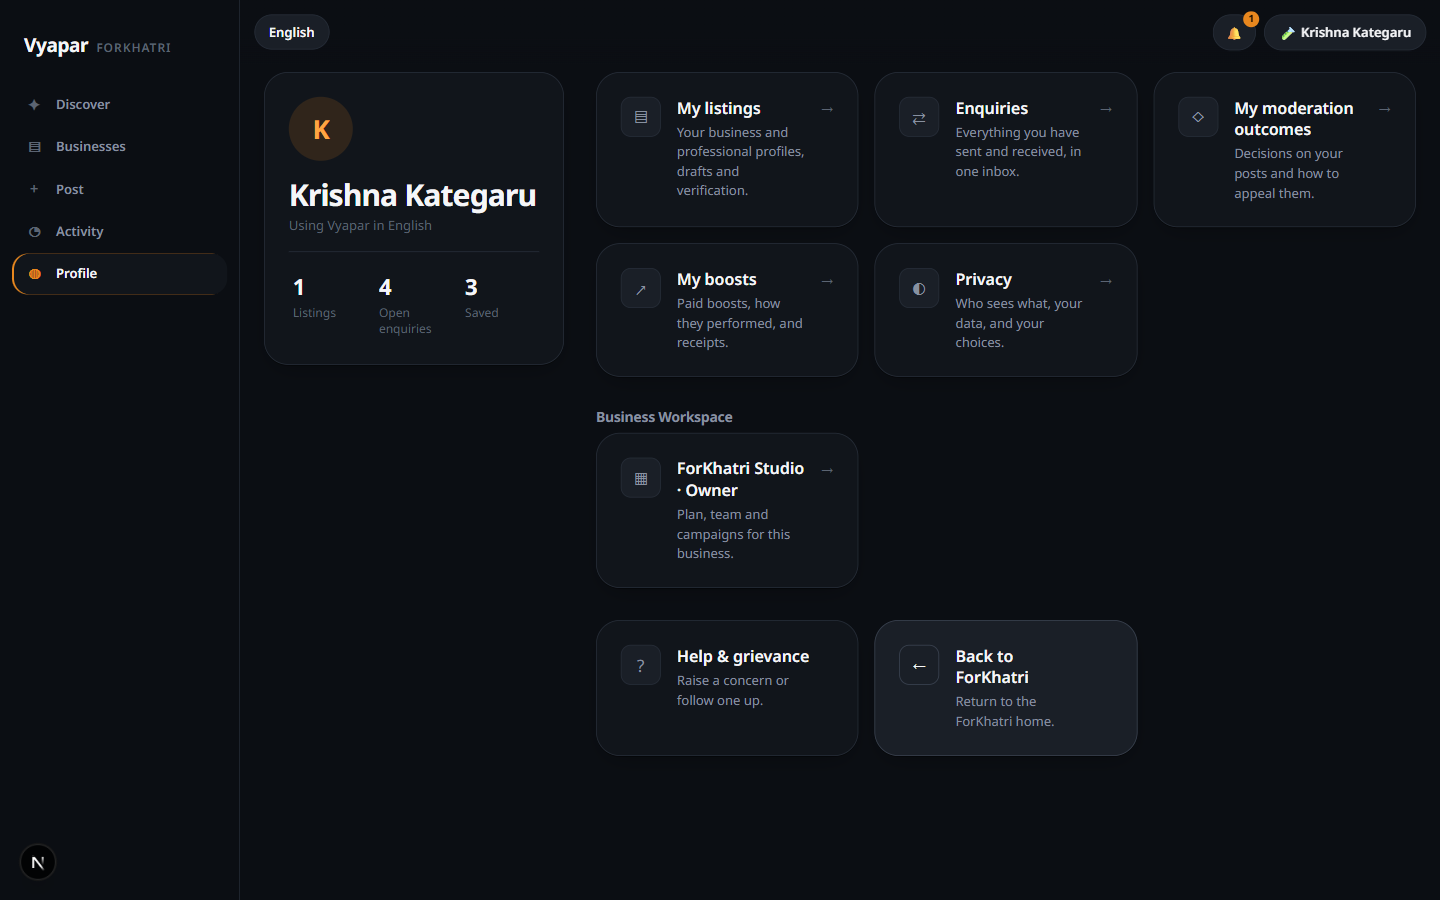 Vyapar FORKHATRI
Discover
Businesses
Post
Activity
Profile
English
1
Krishna Kategaru
K
Krishna Kategaru
Using Vyapar in English
1
Listings
4
Open
enquiries
3
Saved
My listings →
Your business and
professional profiles,
drafts and
verification.
Enquiries →
Everything you have
sent and received, in
one inbox.
My moderation →
outcomes
Decisions on your
posts and how to
appeal them.
My boosts →
Paid boosts, how
they performed, and
receipts.
Privacy →
Who sees what, your
data, and your
choices.
Business Workspace
ForKhatri Studio →
· Owner
Plan, team and
campaigns for this
business.
? Help & grievance
Raise a concern or
follow one up.
← Back to
ForKhatri
Return to the
ForKhatri home.
N